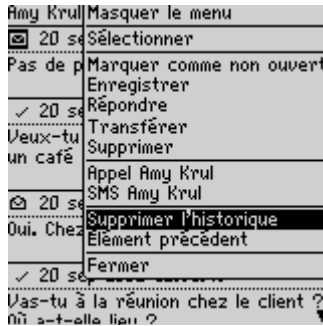 Amy Krul
Masquer le menu
20 se
Sélectionner
Pas de p
Marquer comme non ouvert
Enregistrer
Répondre
20 se
Transférer
Veux-tu
Supprimer
un café
Appel Amy Krul
SMS Amy Krul
20 se
Supprimer l'historique
Oui. Chez
Elément précédent
Fermer
20 sep
Vas-tu à la réunion chez le client ?
Où a-t-elle lieu ?